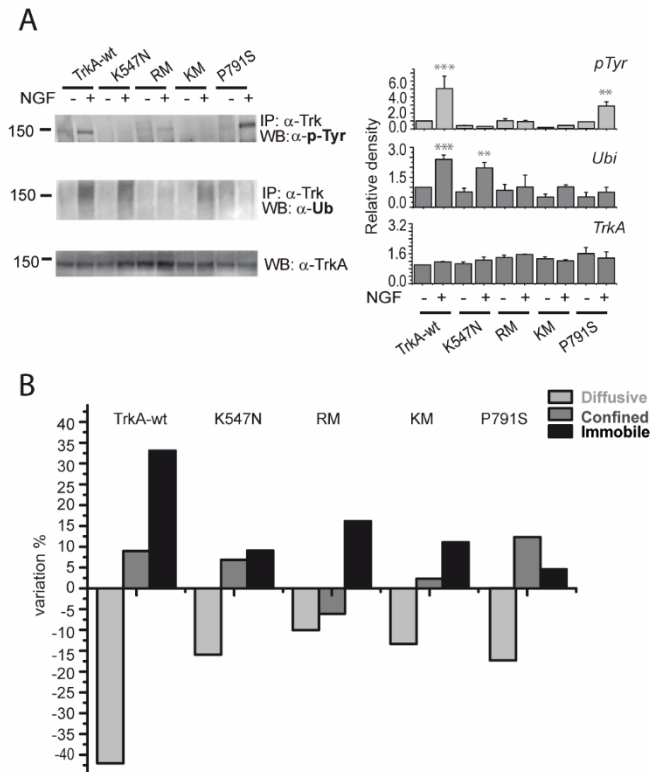 A
TrkA-wt K547N RM KM P791S
NGF - + - + - + - + - +
150
IP: α-Trk
WB:α-p-Tyr
150
IP: α-Trk
WB: α-Ub
150
WB: α-TrkA
Relative density
pTyr
6.0
4.0
2.0
0.0
***
**
Ubi
3.0
1.5
0.0
***
**
TrkA
3.6
2.4
1.2
0.0
NGF - + - + - + - + - +
TrkA-wt K547N RM KM P791S
B
Diffusive
Confined
Immobile
TrkA-wt K547N RM KM P791S
variation %
40
35
30
25
20
15
10
5
0
-5
-10
-15
-20
-25
-30
-35
-40